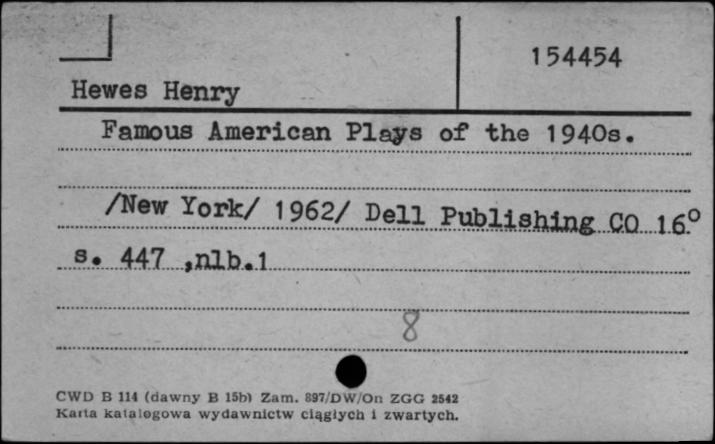 154454
Hewes Henry
Famous American Plays of the 1940s.
/New York/ 1962/ Dell Publishing CO 16.°
s. 447 ,nlb.1
8
CWD B 114 (dawny B 15b) Zam. 897/DW/On ZGG 2542
Karta katalogowa wydawnictw ciągłych i zwartych.